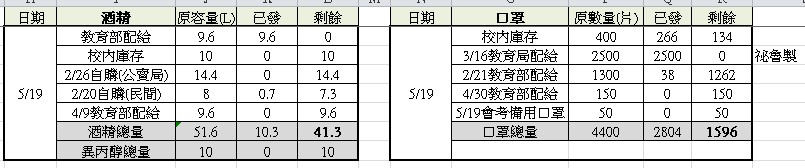 日期 酒精 原容量(L) 已發 剩餘
教育部配給 9.6 9.6 0
校內庫存 10 0 10
2/26自購(公賣局) 14.4 0 14.4
5/19 2/20自購(民間) 8 0.7 7.3
4/9教育部配給 9.6 0 9.6
酒精總量 51.6 10.3 41.3
異丙醇總量 10 0 10
日期 口罩 原數量(片) 已發 剩餘
校內庫存 400 266 134
3/16教育局配給 2500 2500 0 祕魯製
2/21教育部配給 1300 38 1262
5/19 4/30教育部配給 150 0 150
5/19會考備用口罩 50 0 50
口罩總量 4400 2804 1596